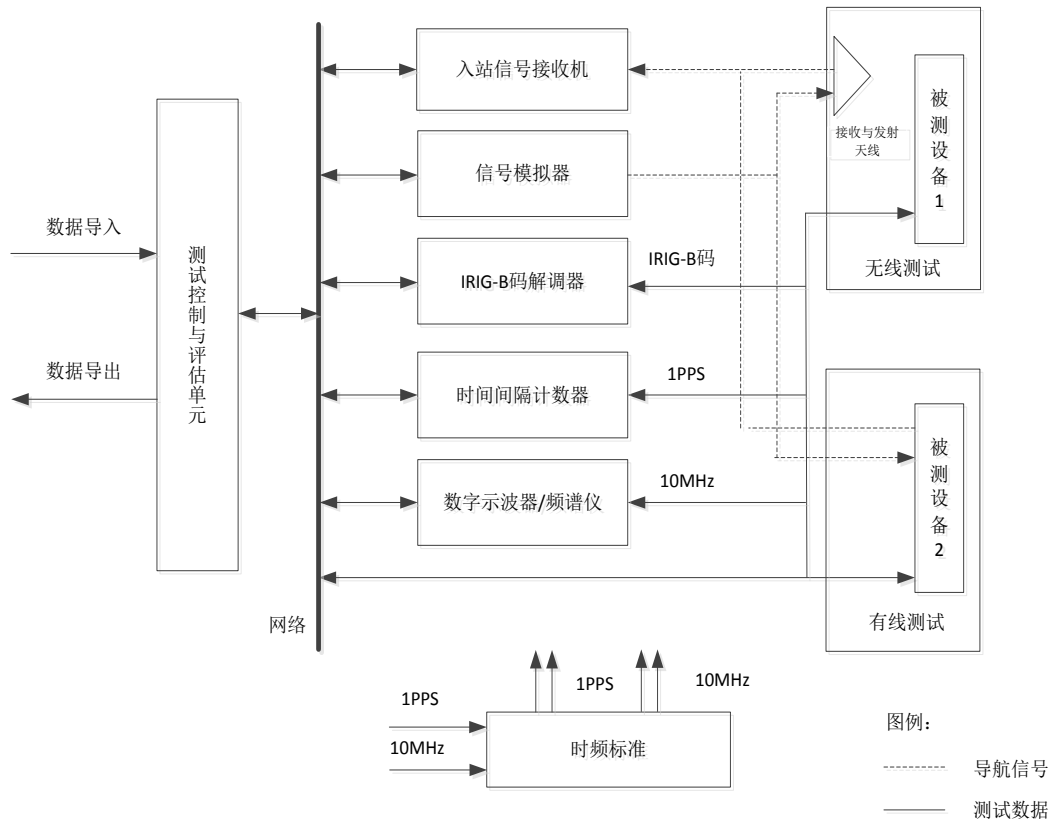 数据导入
数据导出
测试控制与评估单元
网络
入站信号接收机
信号模拟器
IRIG-B码解调器
时间间隔计数器
数字示波器/频谱仪
IRIG-B码
1PPS
10MHz
接收与发射
天线
被测设备1
无线测试
被测设备2
有线测试
1PPS
10MHz
1PPS
10MHz
时频标准
图例：
导航信号
测试数据